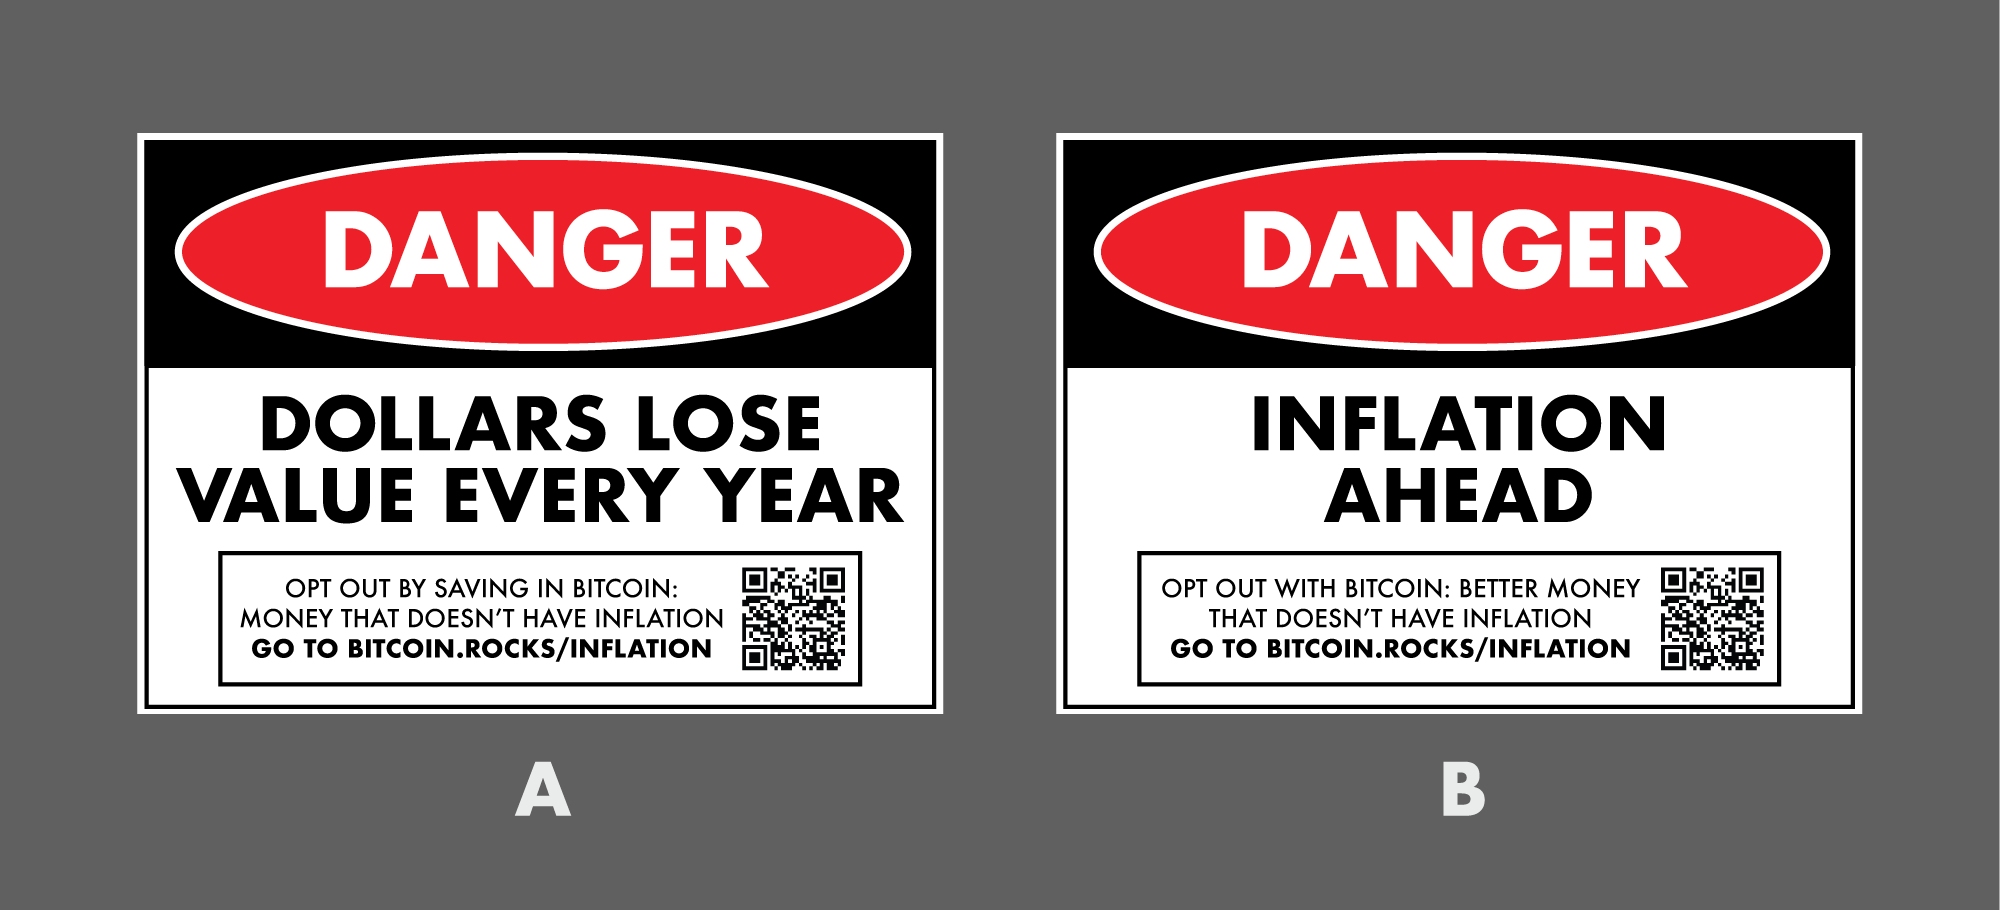 DANGER
DOLLARS LOSE
VALUE EVERY YEAR
OPT OUT BY SAVING IN BITCOIN:
MONEY THAT DOESN'T HAVE INFLATION
GO TO BITCOIN.ROCKS/INFLATION
A
DANGER
INFLATION
AHEAD
OPT OUT WITH BITCOIN: BETTER MONEY
THAT DOESN'T HAVE INFLATION
GO TO BITCOIN.ROCKS/INFLATION
B